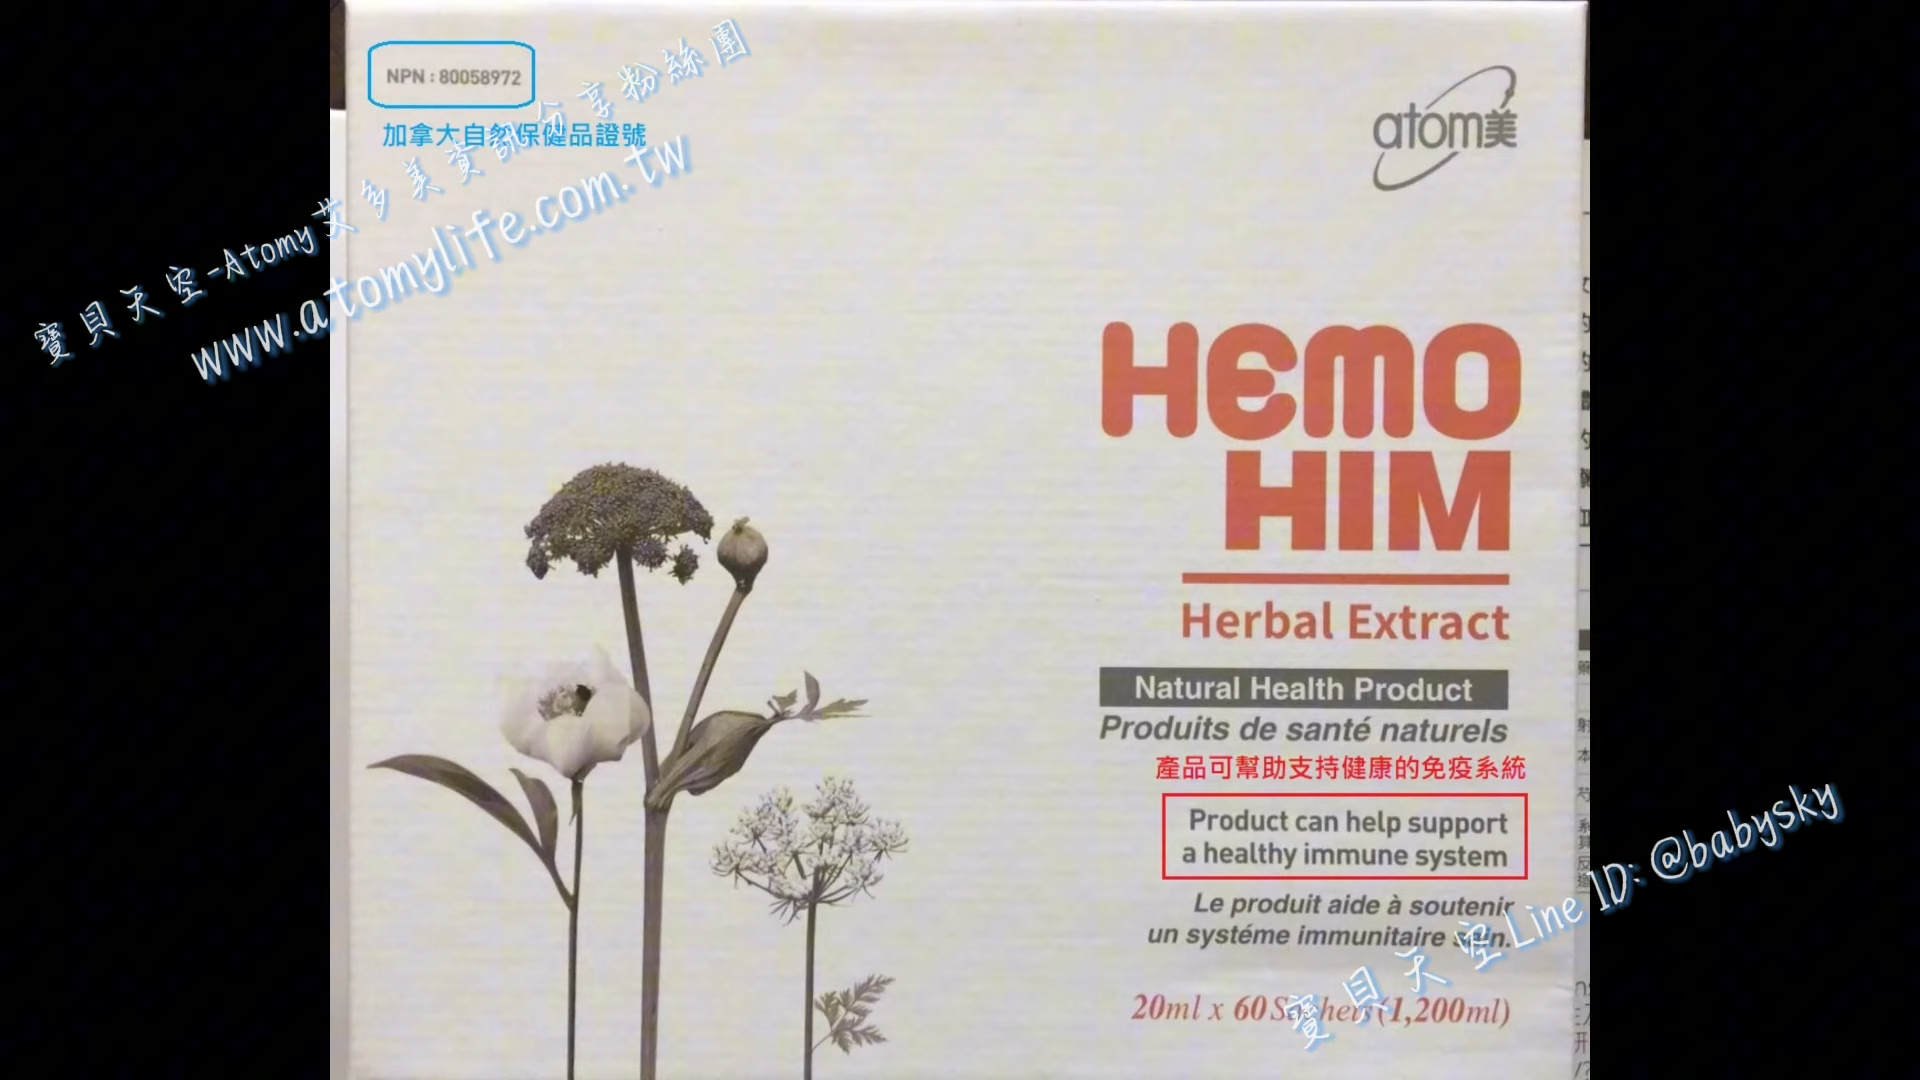 NPN : 80058972
加拿大自然保健品證號
寶貝天空-Atomy艾多美資訊分享粉絲團
www.atomylife.com.tw
atom美
HEMO
HIM
Herbal Extract
Natural Health Product
Produits de santé naturels
產品可幫助支持健康的免疫系統
Product can help support
a healthy immune system
Le produit aide à soutenir
un systéme immunitaire sain.
20ml x 60 Sachets (1,200ml)
寶貝天空Line ID: @babysky